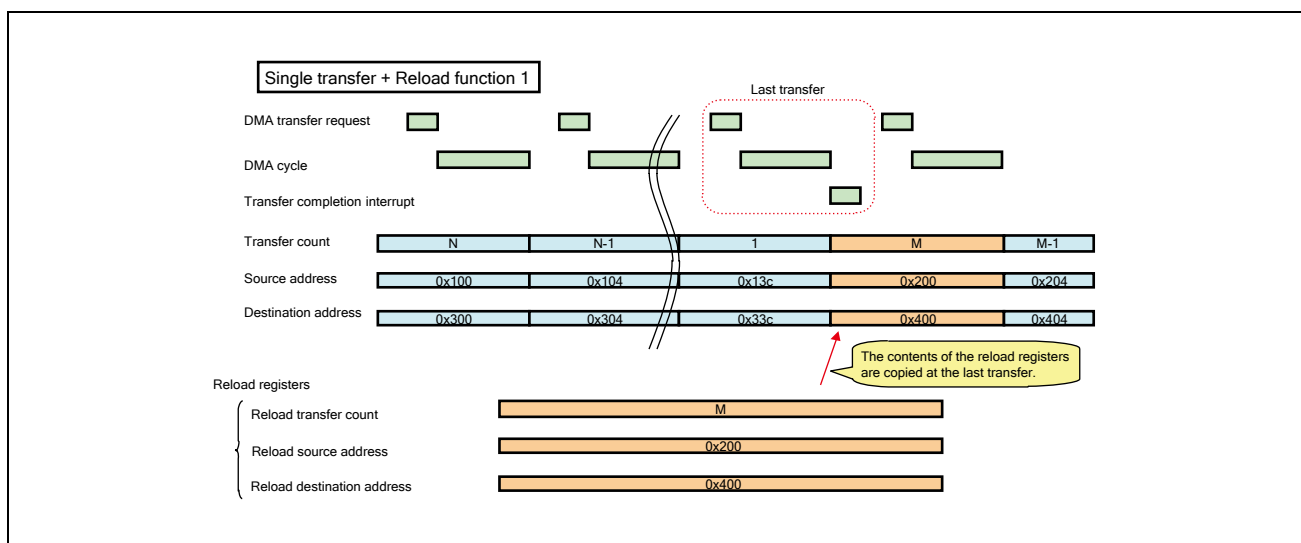 Single transfer + Reload function 1
Last transfer
DMA transfer request
DMA cycle
Transfer completion interrupt
Transfer count
N
N-1
1
M
M-1
Source address
0x100
0x104
0x13c
0x200
0x204
Destination address
0x300
0x304
0x33c
0x400
0x404
The contents of the reload registers
are copied at the last transfer.
Reload registers
Reload transfer count
M
Reload source address
0x200
Reload destination address
0x400